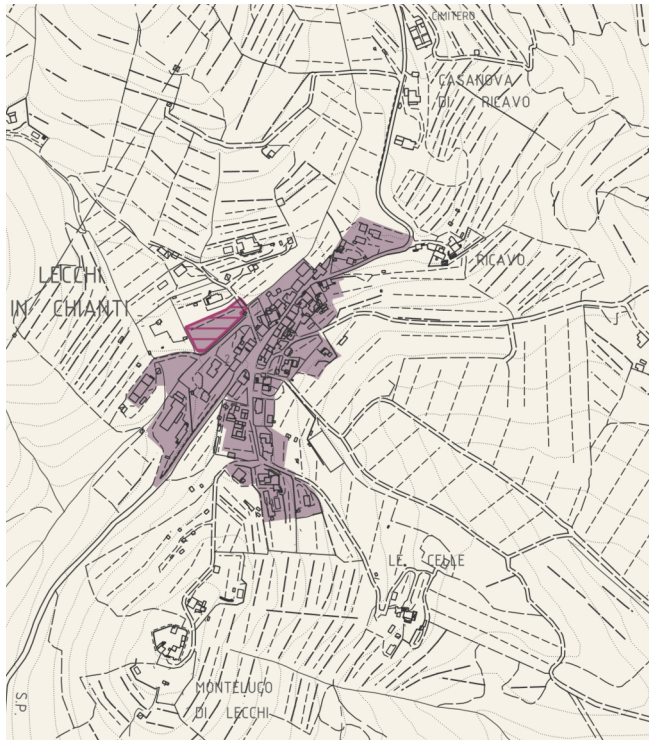 CIMITERO
CASANOVA
DI RICAVO
RICAVO
LECCHI
IN CHIANTI
LE CELLE
MONTELUCO
DI LECCHI
S.P.